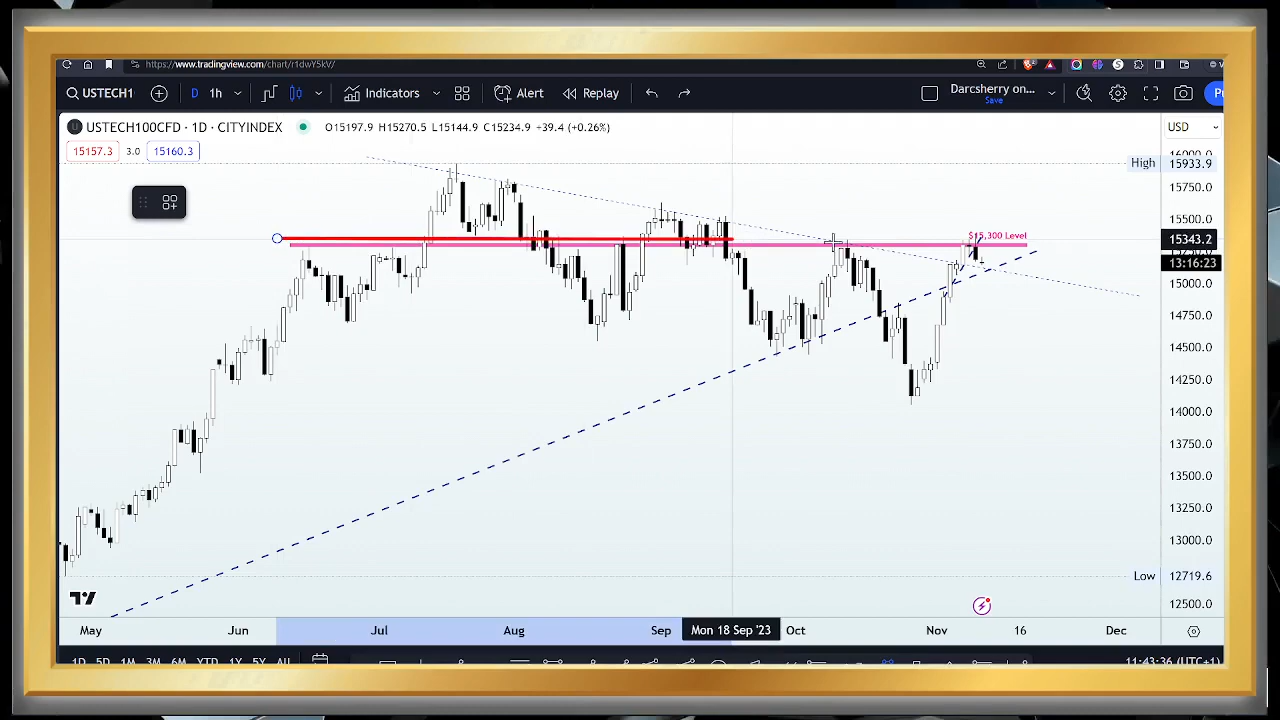 https://www.tradingview.com/chart/r1dwY5kV/
USTECH1 D 1h Indicators Alert Replay Darcsherry on... Save
USTECH100CFD · 1D · CITYINDEX O15197.9 H15270.5 L15144.9 C15234.9 +39.4 (+0.26%) USD
15157.3 3.0 15160.3
High 15933.9
15750.0
15500.0
$15,300 Level
15343.2
13:16:23
15000.0
14750.0
14500.0
14250.0
14000.0
13750.0
13500.0
13250.0
13000.0
Low 12719.6
12500.0
May Jun Jul Aug Sep Mon 18 Sep '23 Oct Nov 16 Dec
1D 5D 1M 3M 6M YTD 1Y 5Y All 11:43:36 (UTC+1)